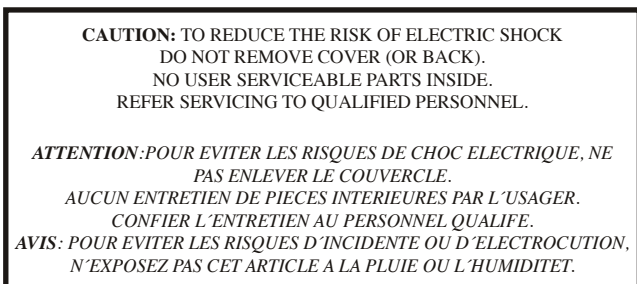 CAUTION: TO REDUCE THE RISK OF ELECTRIC SHOCK
DO NOT REMOVE COVER (OR BACK).
NO USER SERVICEABLE PARTS INSIDE.
REFER SERVICING TO QUALIFIED PERSONNEL.
ATTENTION:POUR EVITER LES RISQUES DE CHOC ELECTRIQUE, NE
PAS ENLEVER LE COUVERCLE.
AUCUN ENTRETIEN DE PIECES INTERIEURES PAR L´USAGER.
CONFIER L´ENTRETIEN AU PERSONNEL QUALIFE.
AVIS: POUR EVITER LES RISQUES D´INCIDENTE OU D´ELECTROCUTION,
N´EXPOSEZ PAS CET ARTICLE A LA PLUIE OU L´HUMIDITET.